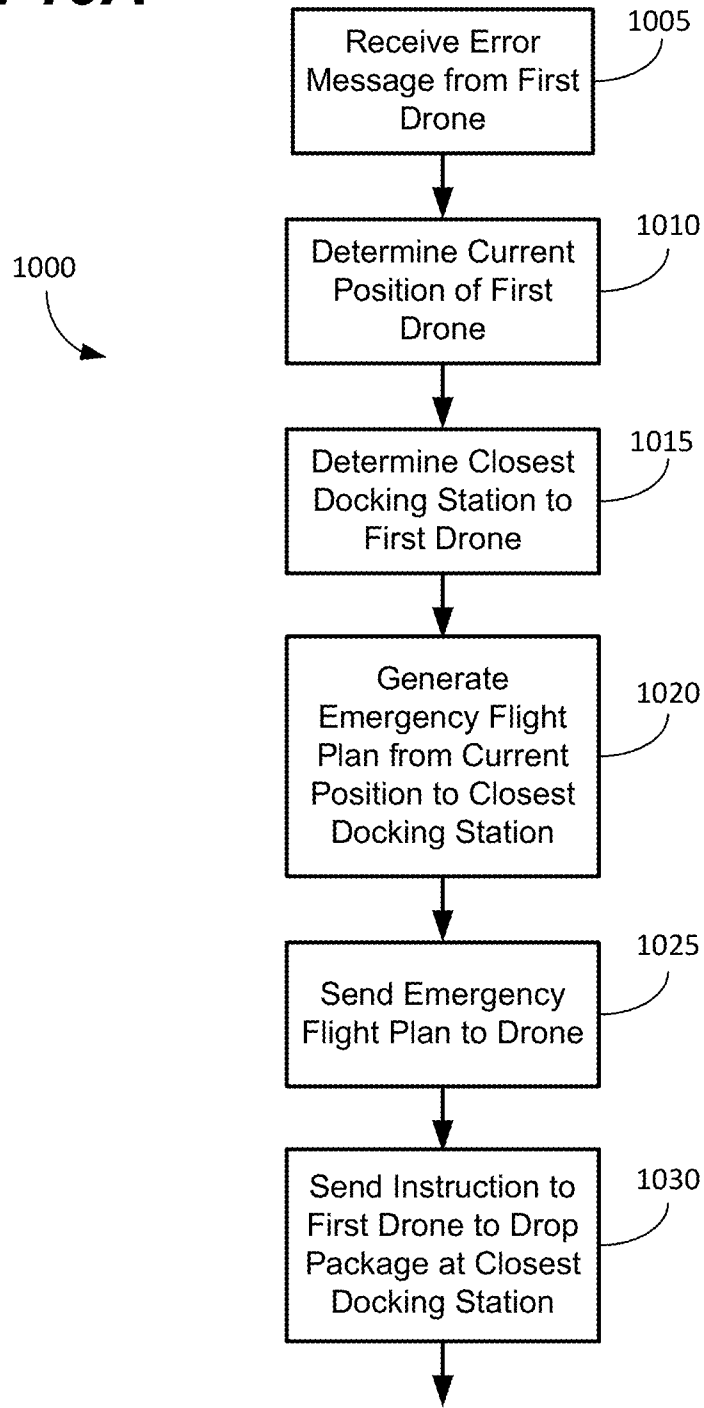 1005
Receive Error
Message from First
Drone
1010
Determine Current
Position of First
Drone
1000
1015
Determine Closest
Docking Station to
First Drone
1020
Generate
Emergency Flight
Plan from Current
Position to Closest
Docking Station
1025
Send Emergency
Flight Plan to Drone
1030
Send Instruction to
First Drone to Drop
Package at Closest
Docking Station